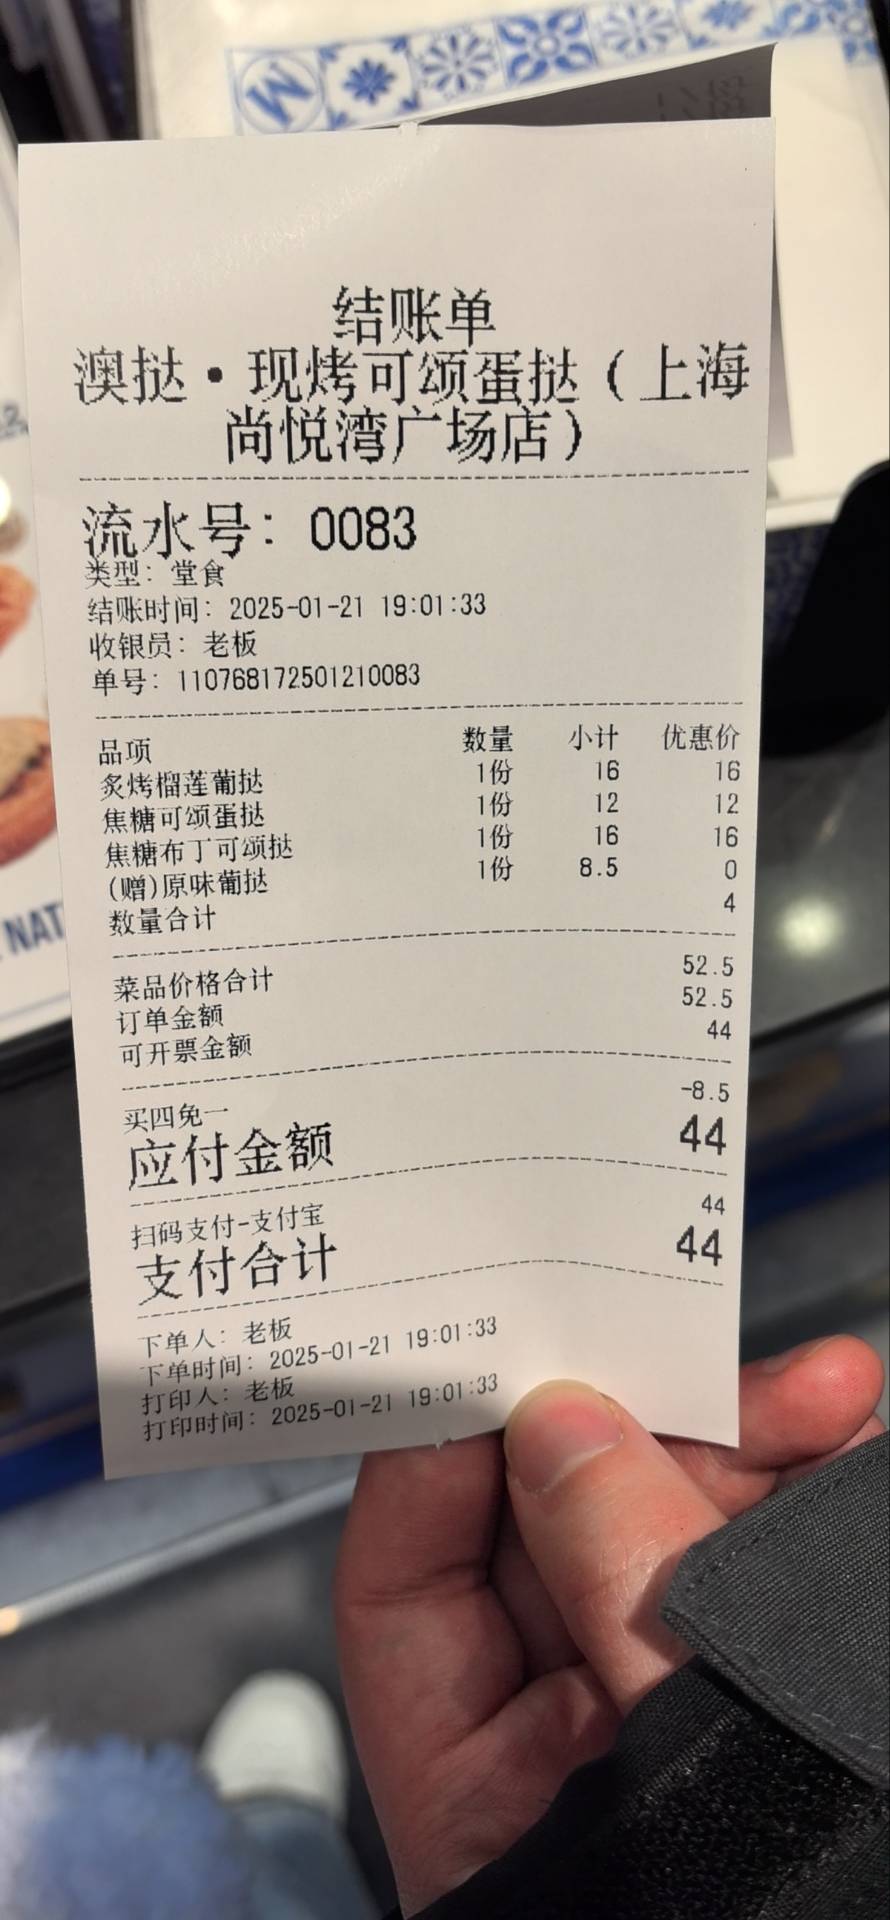 结账单
澳挞·现烤可颂蛋挞（上海
尚悦湾广场店）
流水号：0083
类型：堂食
结账时间：2025-01-21 19:01:33
收银员：老板
单号：110768172501210083
品项 数量 小计 优惠价
炙烤榴莲葡挞 1份 16 16
焦糖可颂蛋挞 1份 12 12
焦糖布丁可颂挞 1份 16 16
(赠)原味葡挞 1份 8.5 0
数量合计 4
菜品价格合计 52.5
订单金额 52.5
可开票金额 44
买四免一 -8.5
应付金额 44
扫码支付-支付宝 44
支付合计 44
下单人：老板
下单时间：2025-01-21 19:01:33
打印人：老板
打印时间：2025-01-21 19:01:33
NAT